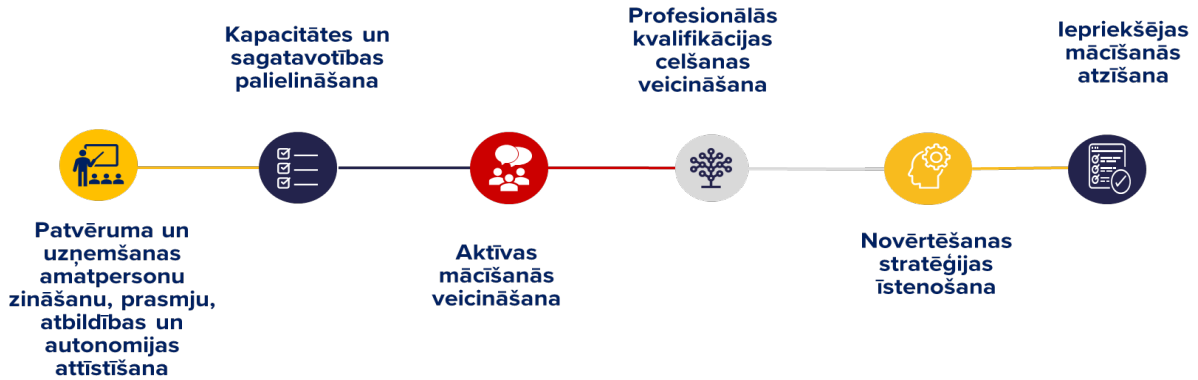 Patvēruma un
uzņemšanas
amatpersonu
zināšanu, prasmju,
atbildības un
autonomijas
attīstīšana
Kapacitātes un
sagatavotības
palielināšana
Aktīvas
mācīšanās
veicināšana
Profesionālās
kvalifikācijas
celšanas
veicināšana
Novērtēšanas
stratēģijas
īstenošana
Iepriekšējas
mācīšanās
atzīšana